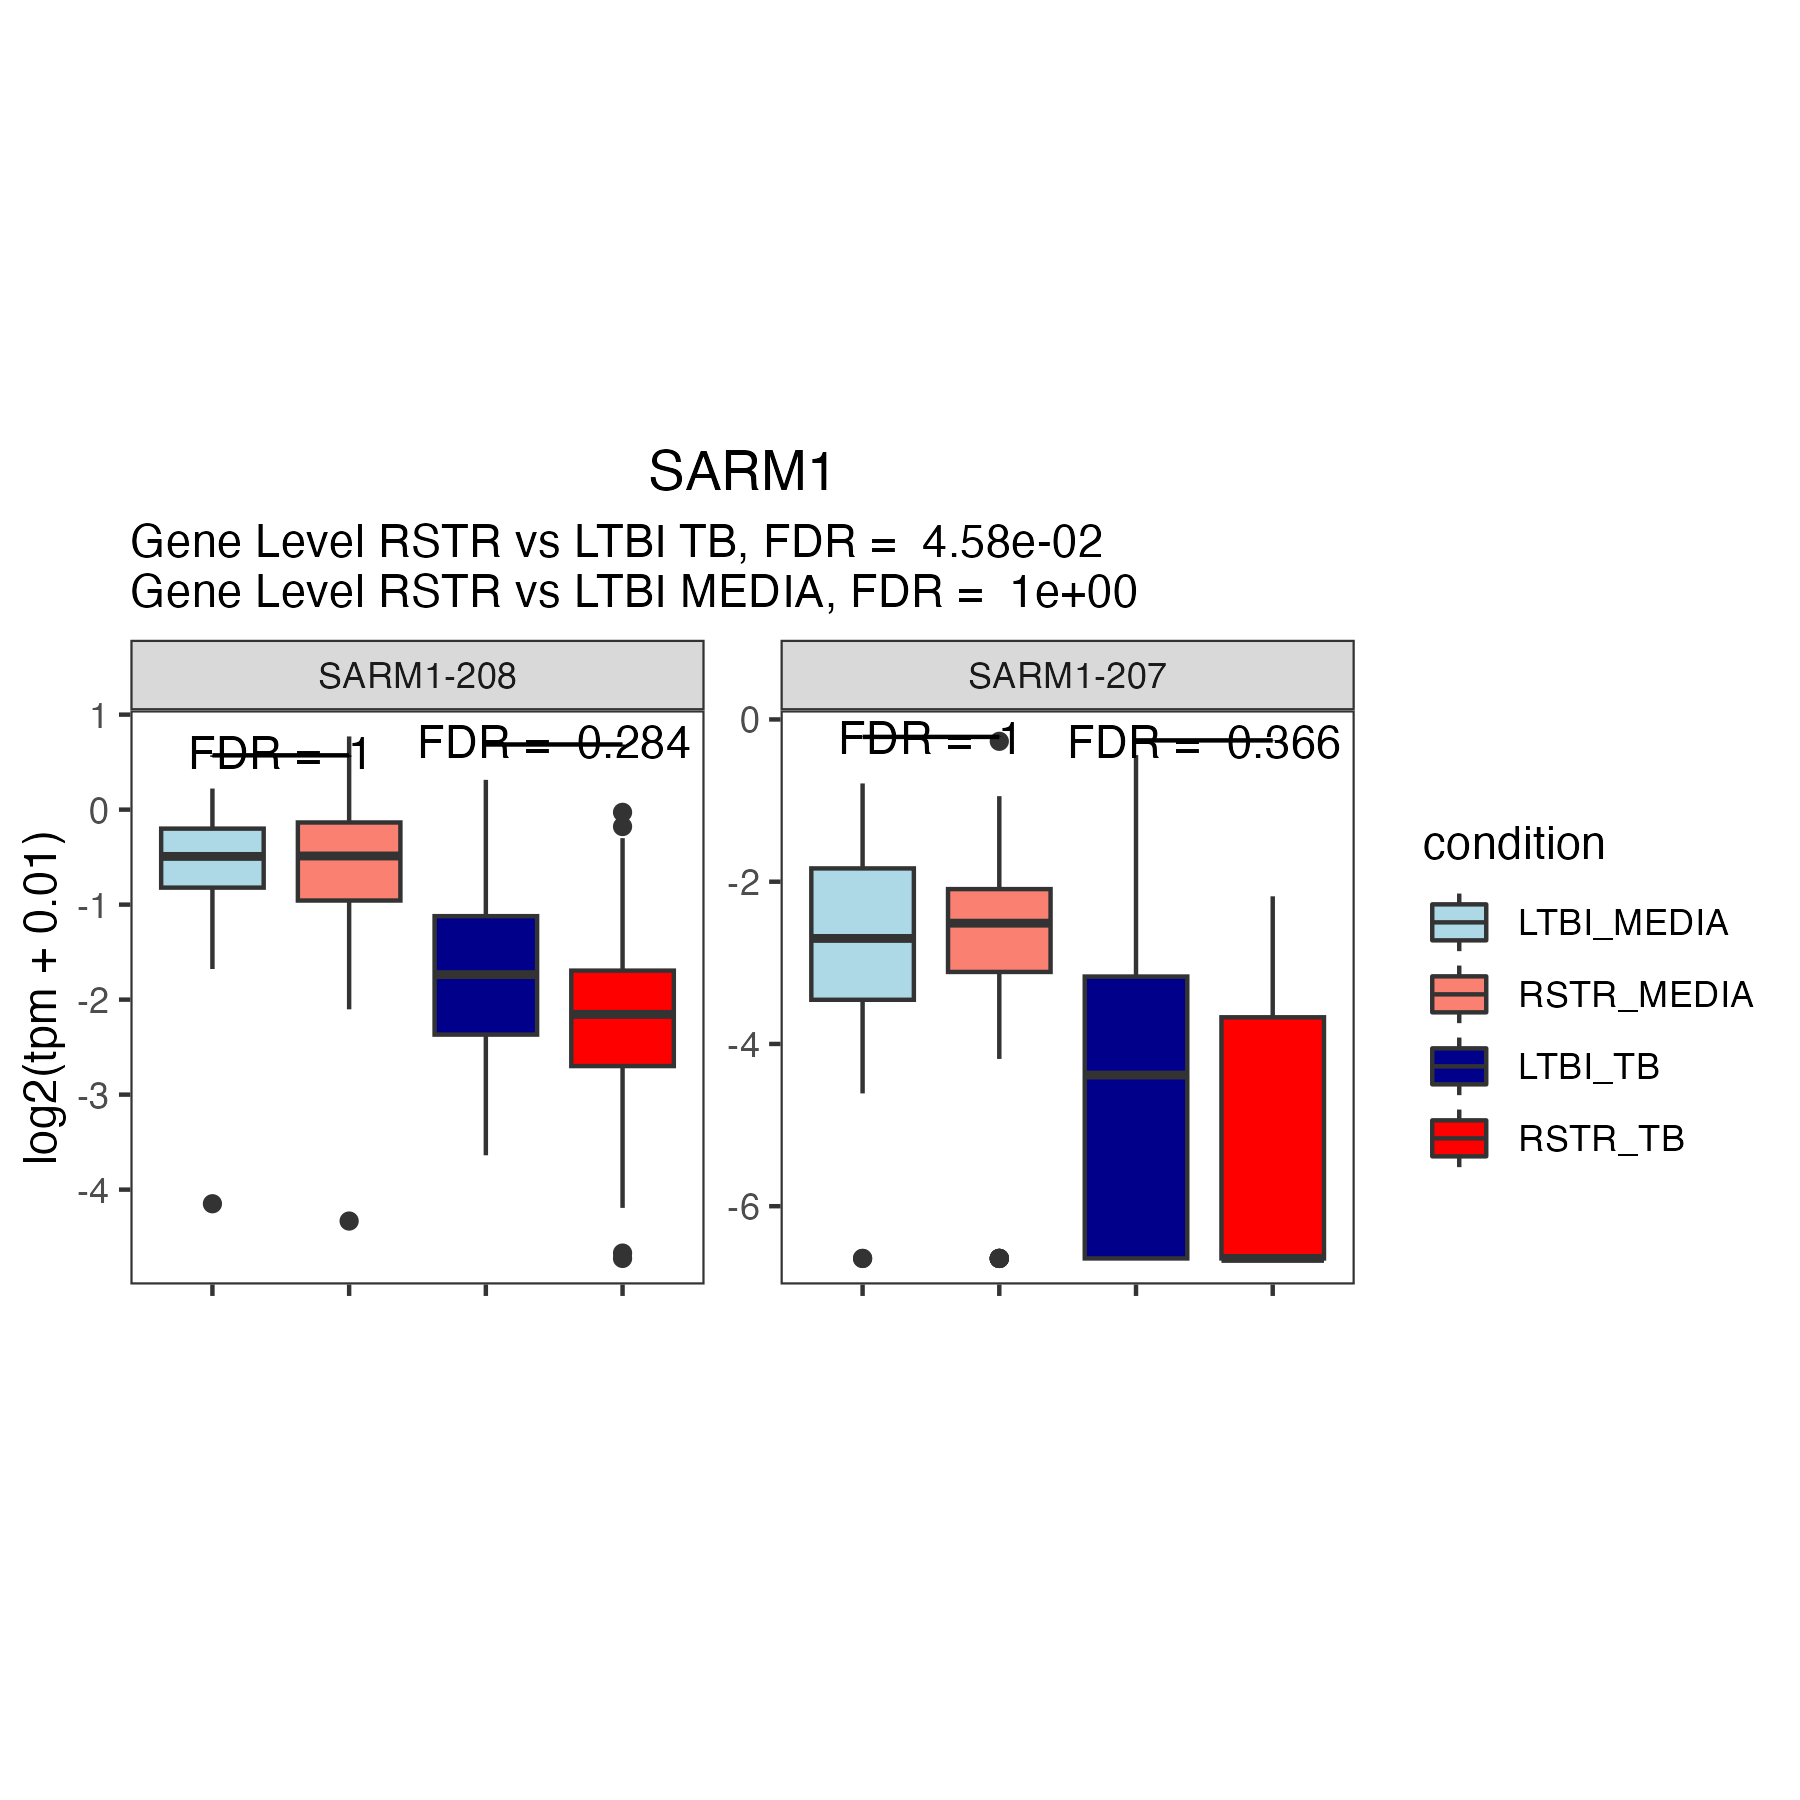 SARM1
Gene Level RSTR vs LTBI TB, FDR =  4.58e-02
Gene Level RSTR vs LTBI MEDIA, FDR =  1e+00
SARM1-208
SARM1-207
FDR =  1
FDR =  0.284
FDR =  1
FDR =  0.366
1
0
-1
-2
-3
-4
0
-2
-4
-6
log2(tpm + 0.01)
condition
LTBI_MEDIA
RSTR_MEDIA
LTBI_TB
RSTR_TB